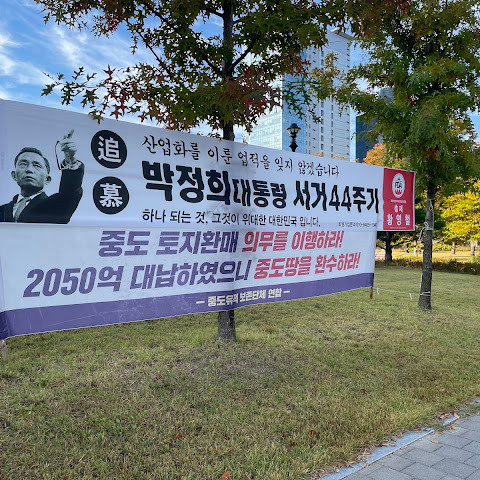 追
慕
산업화를 이룬 업적을 잊지 않겠습니다
박정희대통령 서거44주기
하나 되는 것, 그것이 위대한 대한민국 입니다.
황영헌
중도 토지환매 의무를 이행하라!
2050억 대납하였으니 중도땅을 환수하라!
중도유적 보존단체 연합